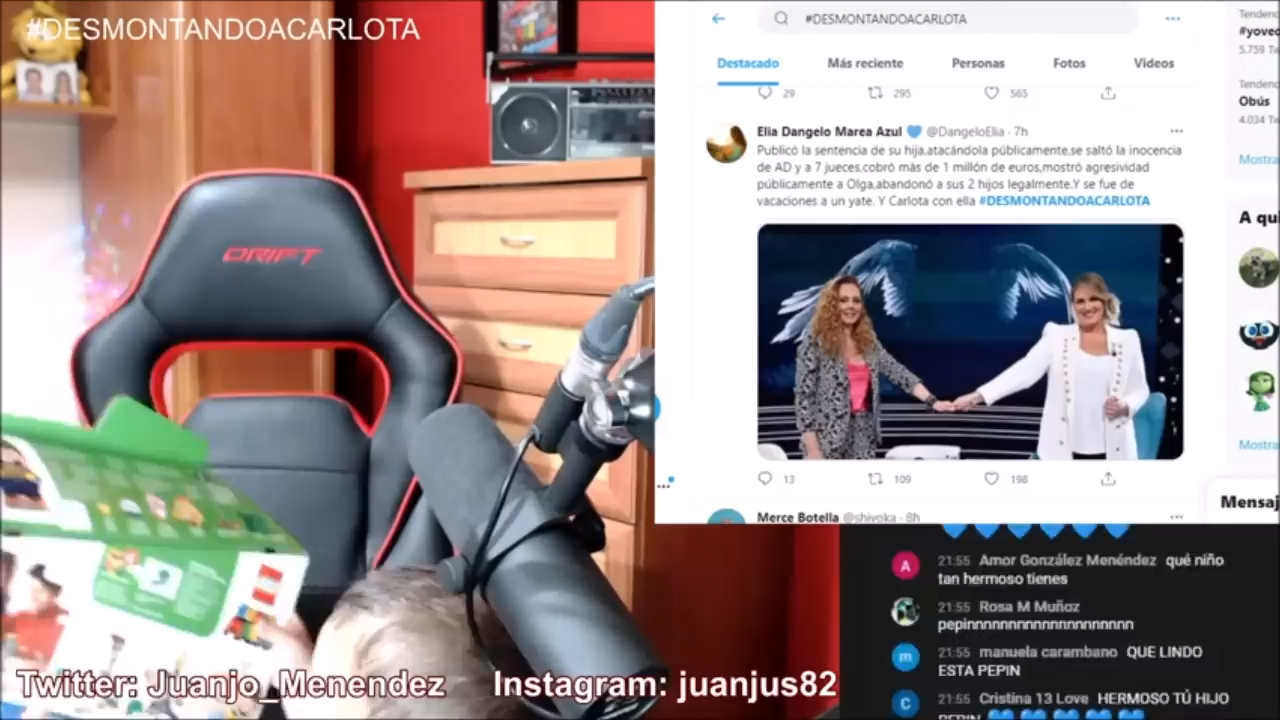 #DESMONTANDOACARLOTA
DRIFT
Twitter: Juanjo_Menendez
Instagram: juanjus82
#DESMONTANDOACARLOTA
Destacado
Más reciente
Personas
Fotos
Videos
29
295
565
Elia Dangelo Marea Azul 💙 @DangeloElia · 7h
Publicó la sentencia de su hija,atacándola públicamente,se saltó la inocencia
de AD y a 7 jueces,cobró más de 1 millón de euros,mostró agresividad
públicamente a Olga,abandonó a sus 2 hijos legalmente.Y se fue de
vacaciones a un yate. Y Carlota con ella #DESMONTANDOACARLOTA
13
109
198
Merce Botella @shivoka · 8h
Tendenc
#yoveo
5.759 Tw
Tendenc
Obús
4.034 Tw
Mostra
A qu
Mostra
Mensaj
💙💙💙💙💙💙
A
21:55 Amor González Menéndez qué niño
tan hermoso tienes
21:55 Rosa M Muñoz
pepinnnnnnnnnnnnnnnnnnnn
m
21:55 manuela carambano QUE LINDO
ESTA PEPIN
C
21:55 Cristina 13 Love HERMOSO TÚ HIJO
PEPIN 💙💙💙💙💙